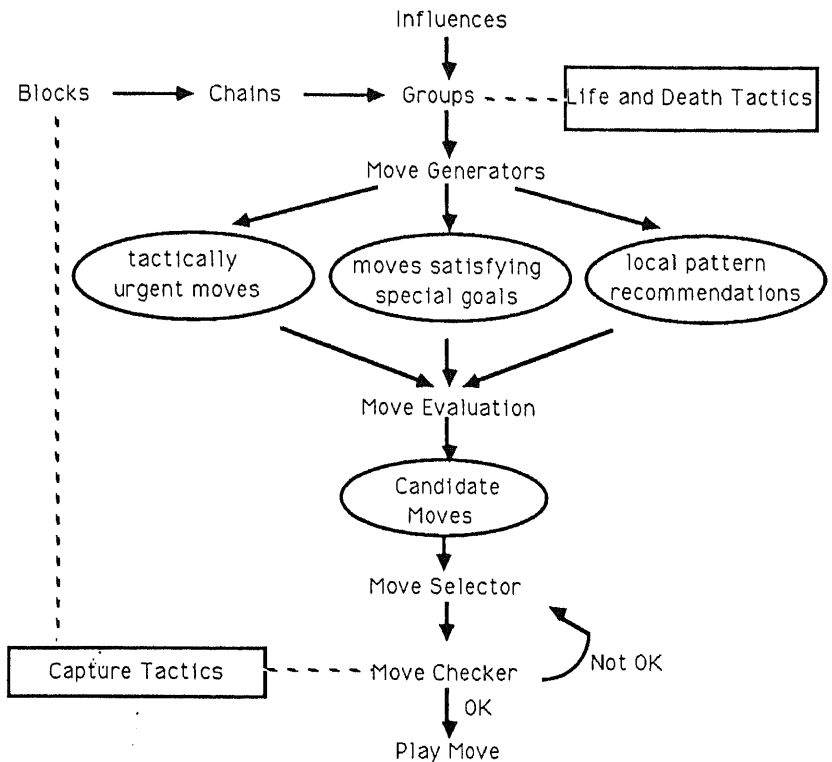 Influences
Blocks
Chains
Groups
Life and Death Tactics
Move Generators
tactically
urgent moves
moves satisfying
special goals
local pattern
recommendations
Move Evaluation
Candidate
Moves
Move Selector
Not OK
Capture Tactics
Move Checker
OK
Play Move